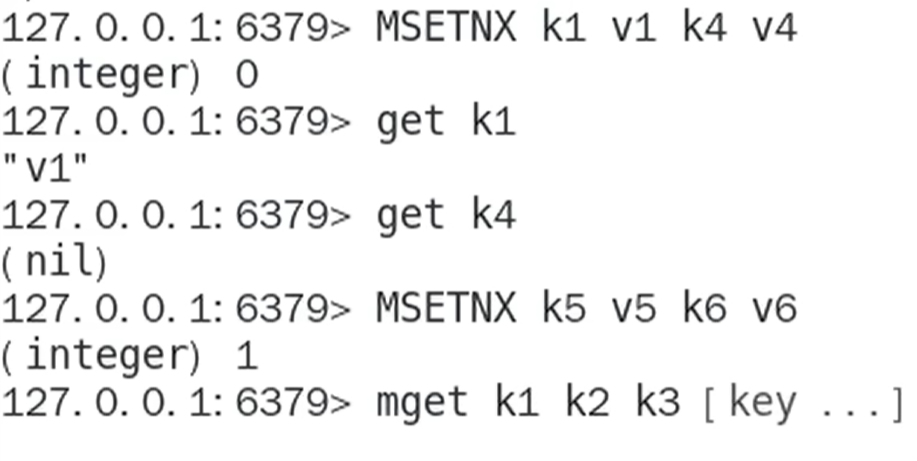 127.0.0.1:6379> MSETNX k1 v1 k4 v4
(integer) 0
127.0.0.1:6379> get k1
"v1"
127.0.0.1:6379> get k4
(nil)
127.0.0.1:6379> MSETNX k5 v5 k6 v6
(integer) 1
127.0.0.1:6379> mget k1 k2 k3 [key ...]